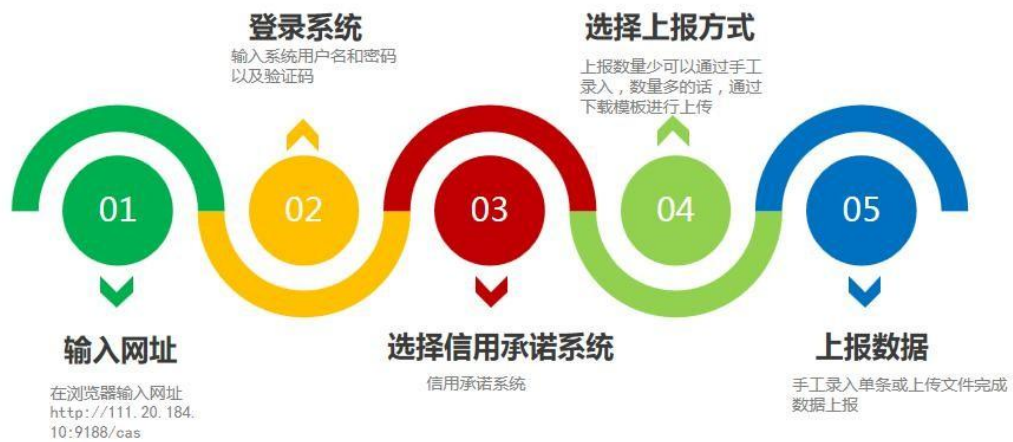 01
输入网址
在浏览器输入网址
http://111.20.184.
10:9188/cas
登录系统
输入系统用户名和密码
以及验证码
02
03
选择信用承诺系统
信用承诺系统
选择上报方式
上报数量少可以通过手工
录入，数量多的话，通过
下载模板进行上传
04
05
上报数据
手工录入单条或上传文件完成
数据上报